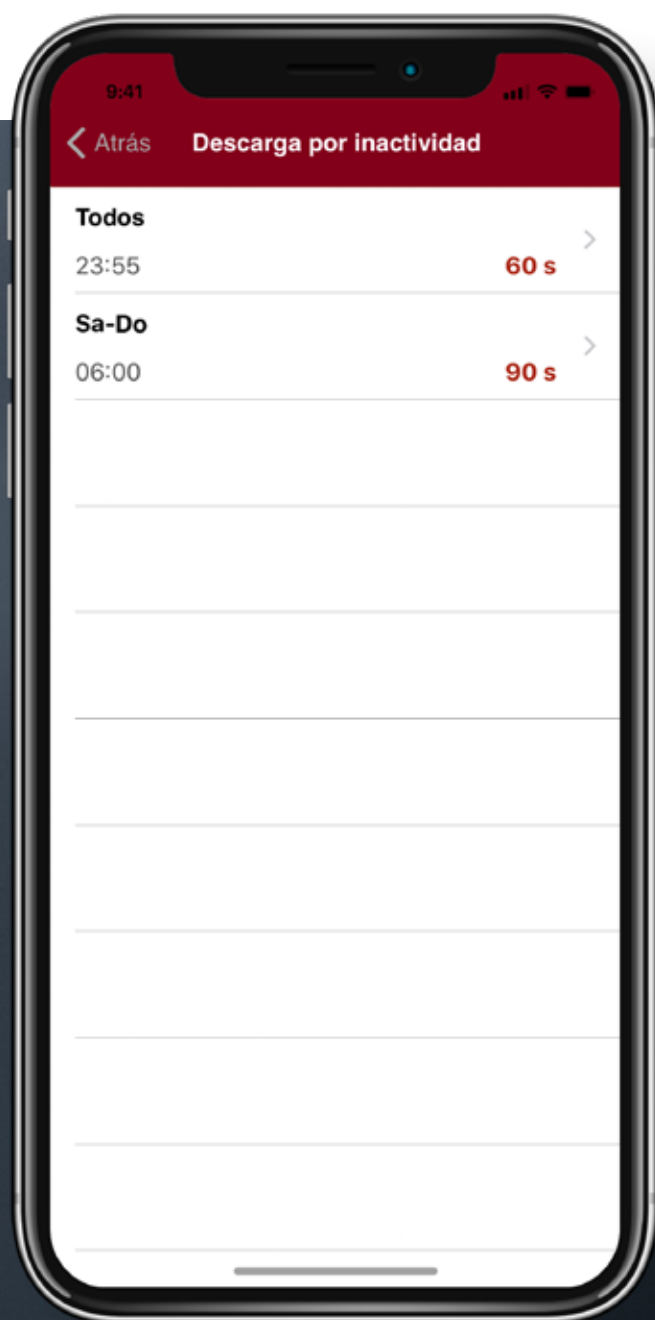 9:41
Atrás Descarga por inactividad
Todos
23:55 60 s
Sa-Do
06:00 90 s